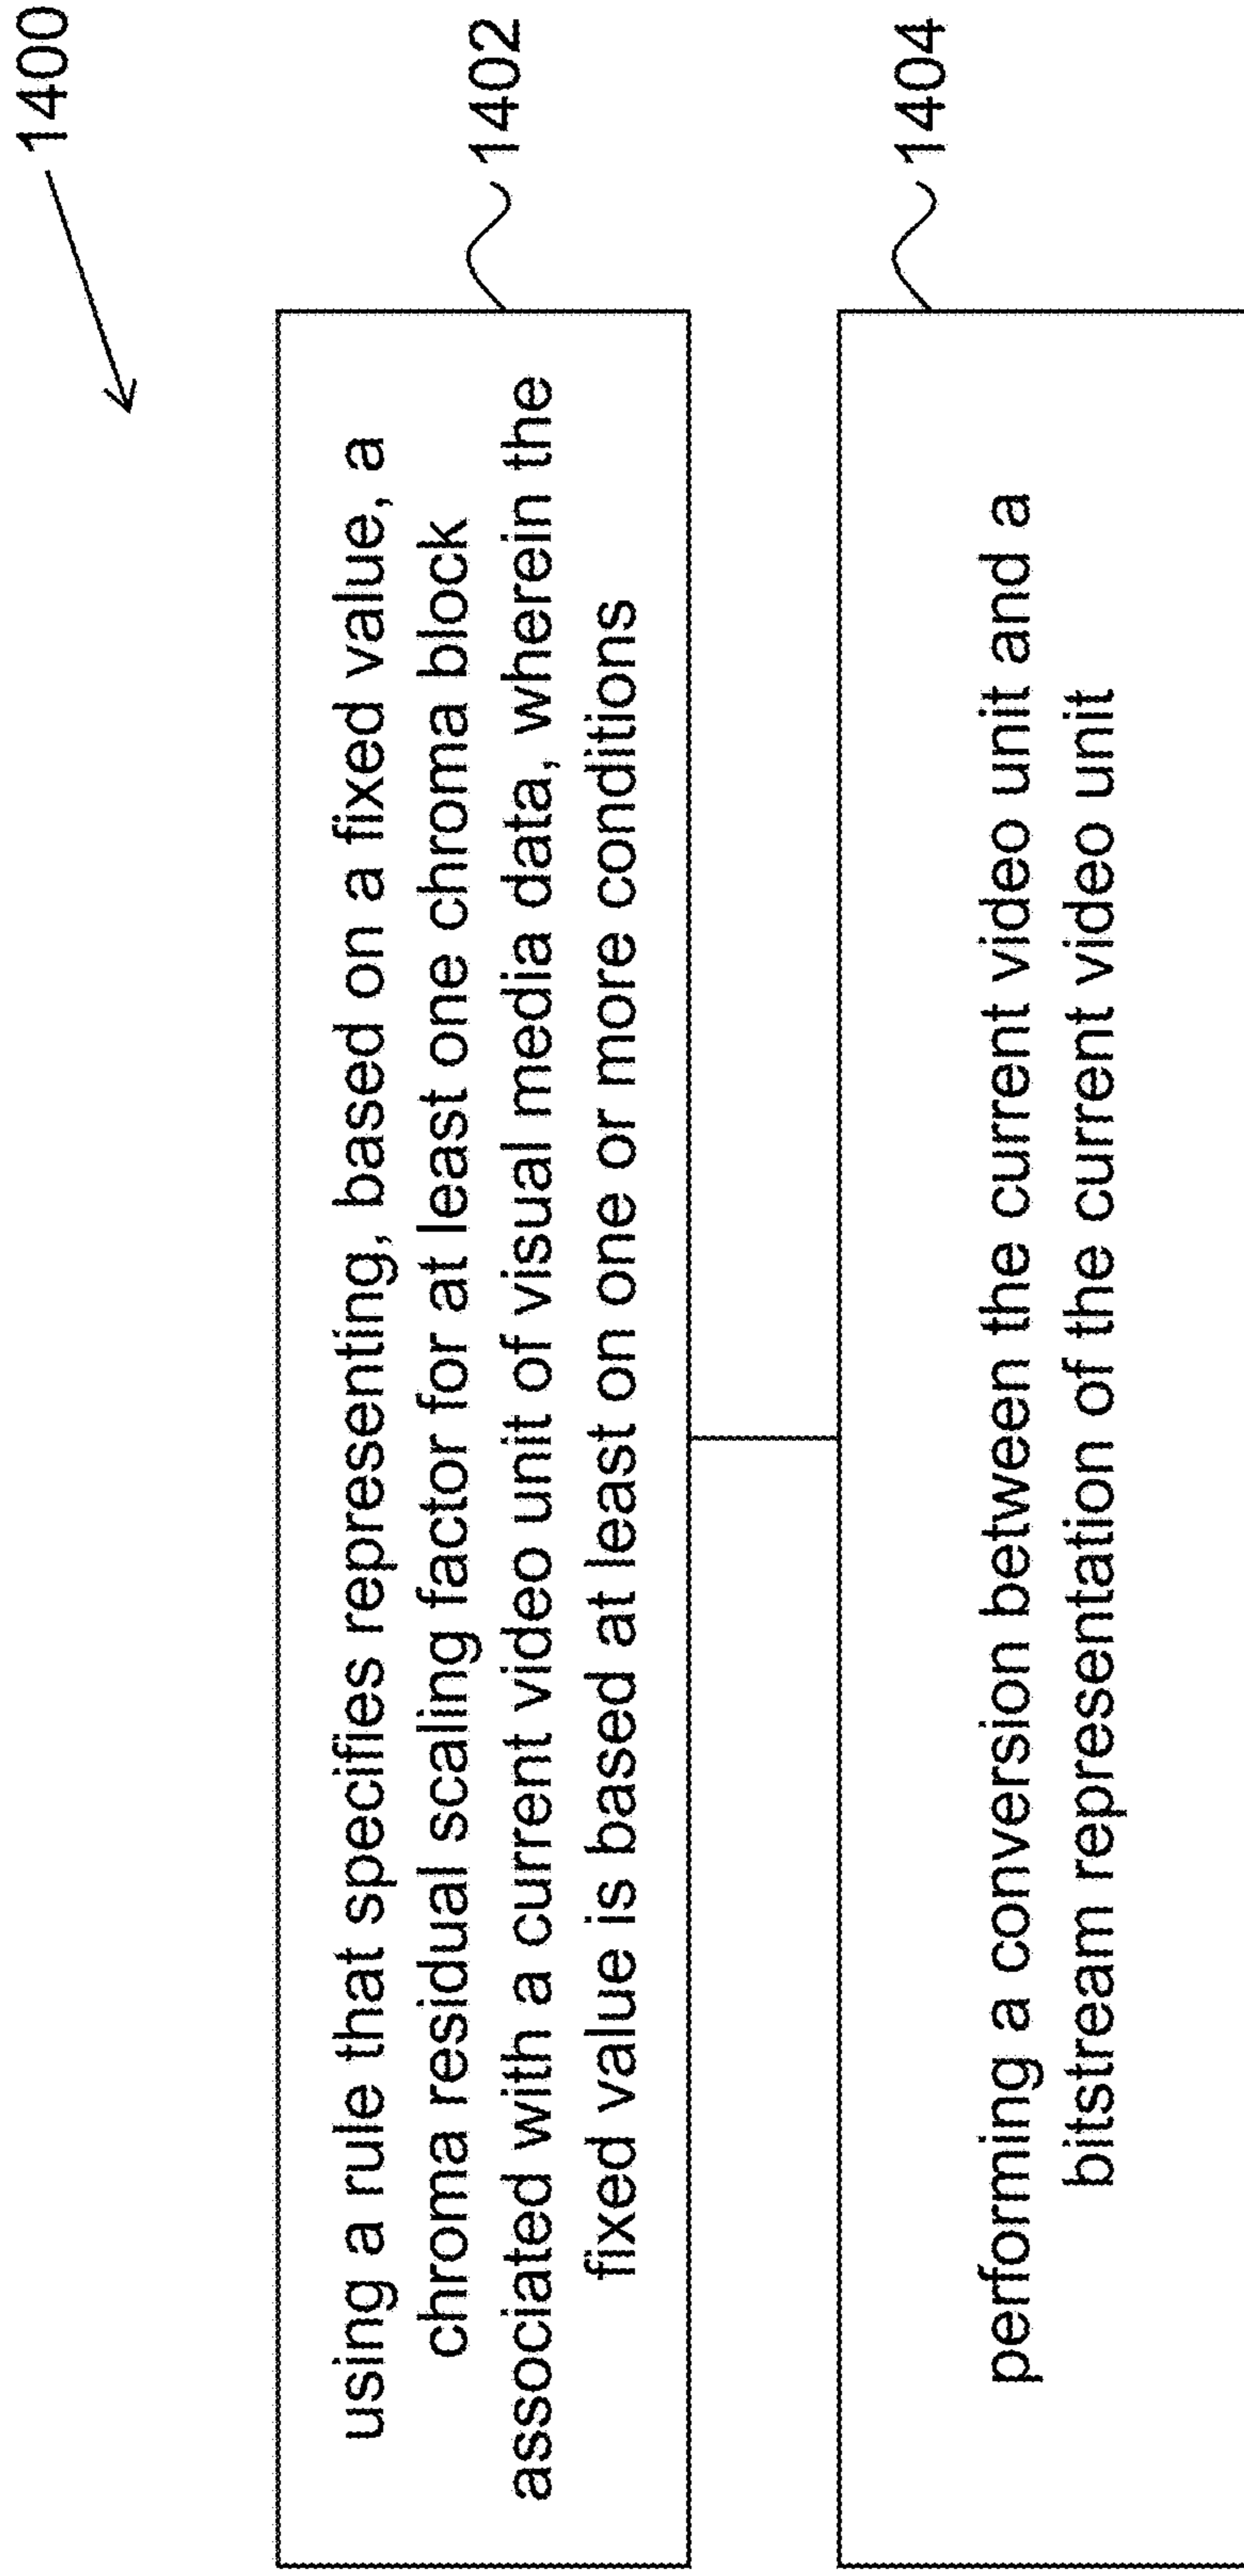 1400
using a rule that specifies representing, based on a fixed value, a
chroma residual scaling factor for at least one chroma block
associated with a current video unit of visual media data, wherein the
fixed value is based at least on one or more conditions
1402
performing a conversion between the current video unit and a
bitstream representation of the current video unit
1404